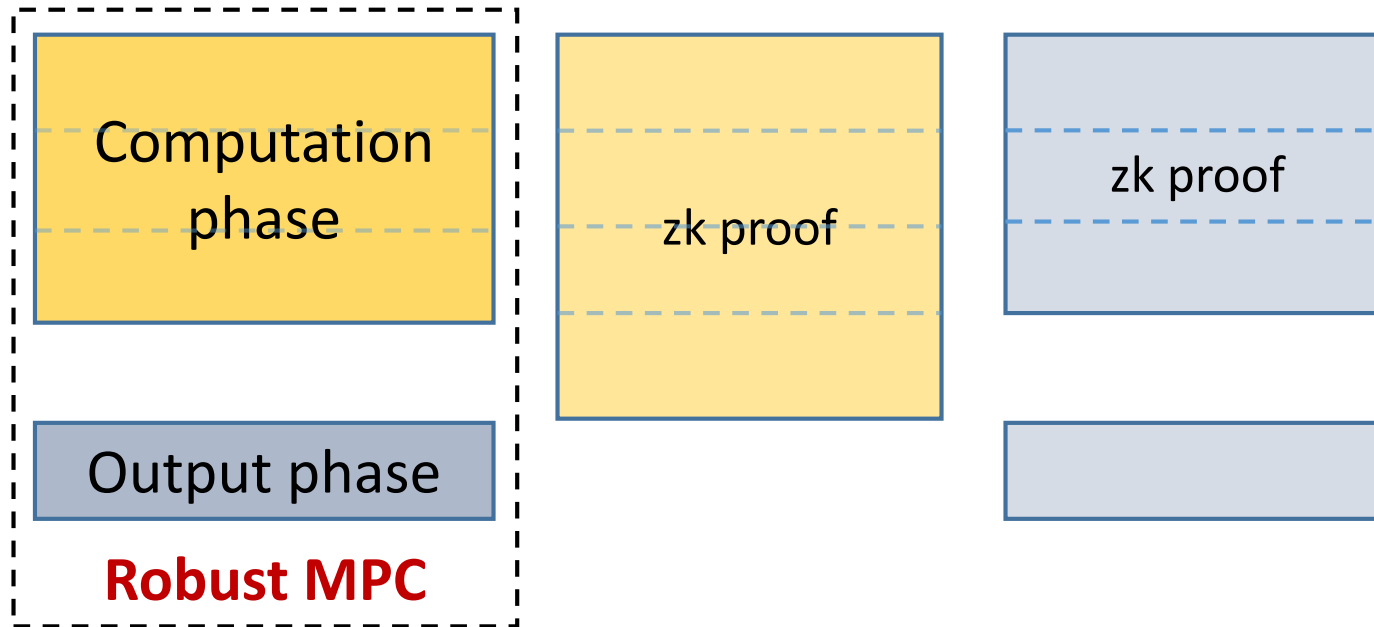 Computation
phase
zk proof
zk proof
Output phase
Robust MPC